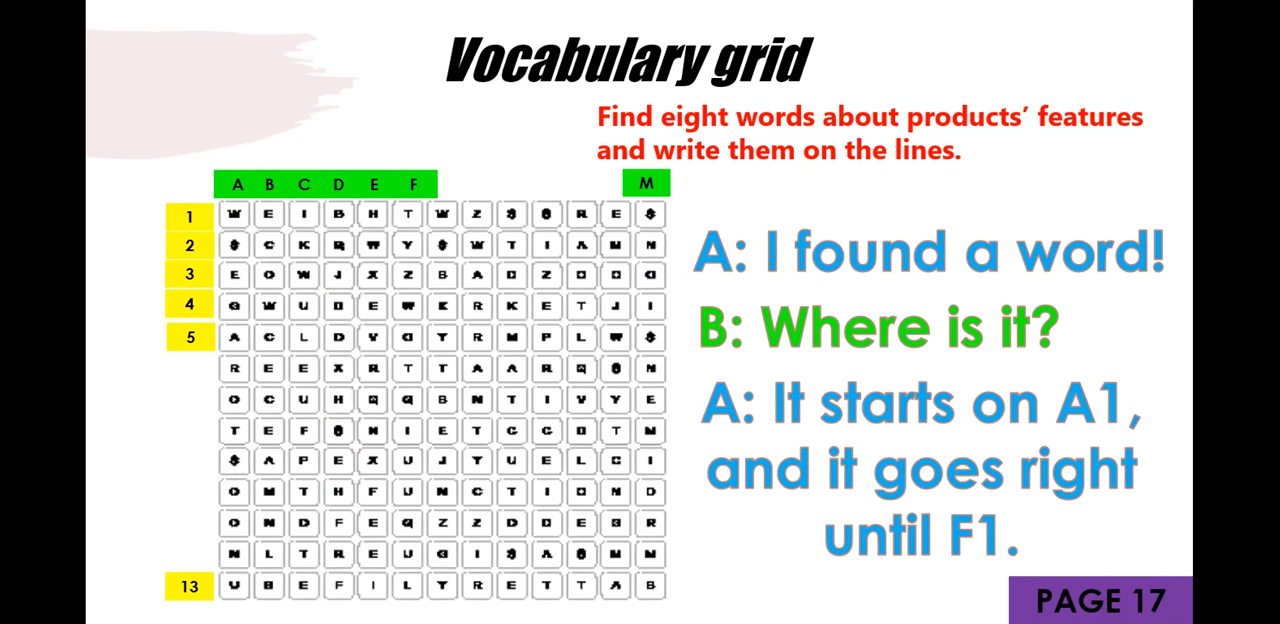 Vocabulary grid
Find eight words about products' features
and write them on the lines.
A B C D E F M
1 W E I H T W Z R E S
2 S C K R Y S W T I A M N
3 E O W J X Z B A D Z O O
4 W U D E K R K E T J I
5 A C L D V Y R M P L S
R E E X R T T A A R N
O C U H B N T I V Y E
T E F N I E T T M
S A P E X U J Y U E L C I
O M T H F U N C T I O N D
O N D F E Z Z D D E R
N L T R E U I A M M
13 U B E F I L Y R E T T A B
A: I found a word!
B: Where is it?
A: It starts on A1,
and it goes right
until F1.
PAGE 17